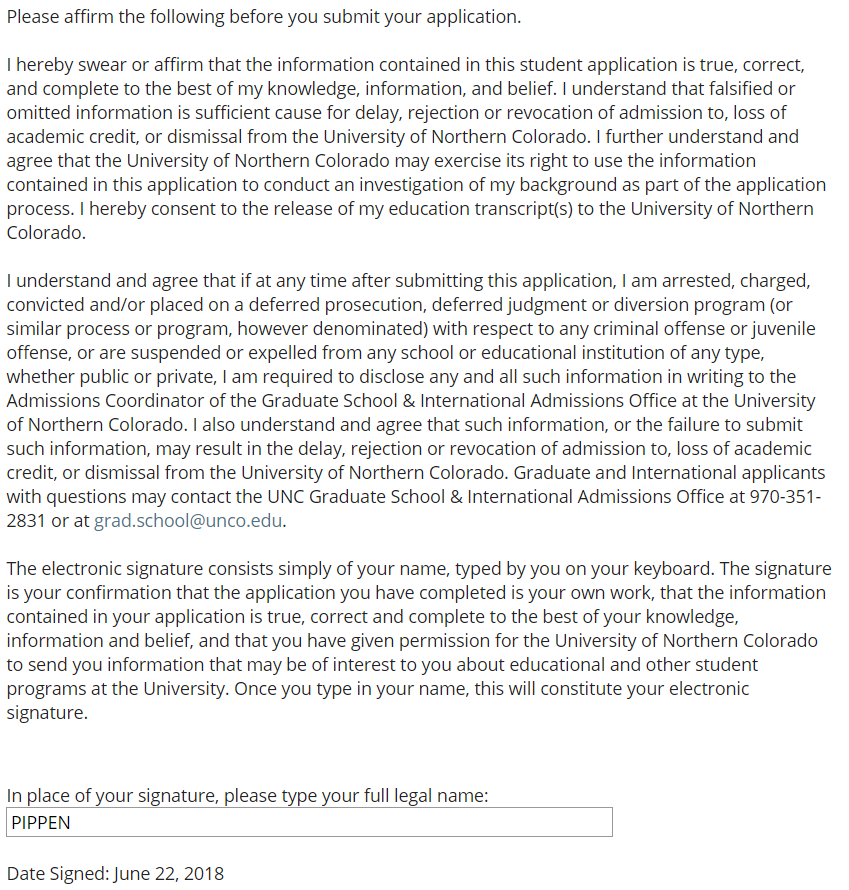 Please affirm the following before you submit your application.
I hereby swear or affirm that the information contained in this student application is true, correct,
and complete to the best of my knowledge, information, and belief. I understand that falsified or
omitted information is sufficient cause for delay, rejection or revocation of admission to, loss of
academic credit, or dismissal from the University of Northern Colorado. I further understand and
agree that the University of Northern Colorado may exercise its right to use the information
contained in this application to conduct an investigation of my background as part of the application
process. I hereby consent to the release of my education transcript(s) to the University of Northern
Colorado.
I understand and agree that if at any time after submitting this application, I am arrested, charged,
convicted and/or placed on a deferred prosecution, deferred judgment or diversion program (or
similar process or program, however denominated) with respect to any criminal offense or juvenile
offense, or are suspended or expelled from any school or educational institution of any type,
whether public or private, I am required to disclose any and all such information in writing to the
Admissions Coordinator of the Graduate School & International Admissions Office at the University
of Northern Colorado. I also understand and agree that such information, or the failure to submit
such information, may result in the delay, rejection or revocation of admission to, loss of academic
credit, or dismissal from the University of Northern Colorado. Graduate and International applicants
with questions may contact the UNC Graduate School & International Admissions Office at 970-351-
2831 or at grad.school@unco.edu.
The electronic signature consists simply of your name, typed by you on your keyboard. The signature
is your confirmation that the application you have completed is your own work, that the information
contained in your application is true, correct and complete to the best of your knowledge,
information and belief, and that you have given permission for the University of Northern Colorado
to send you information that may be of interest to you about educational and other student
programs at the University. Once you type in your name, this will constitute your electronic
signature.
In place of your signature, please type your full legal name:
PIPPEN
Date Signed: June 22, 2018